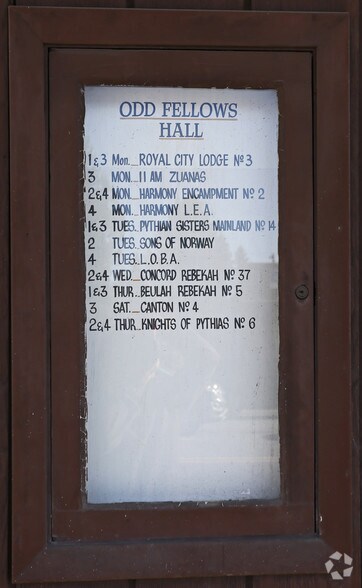 ODD FELLOWS
HALL
1&3 Mon. ROYAL CITY LODGE Nº 3
3 MON. 11 AM ZUANAS
2&4 MON. HARMONY ENCAMPMENT Nº 2
4 MON. HARMONY L.E.A.
1&3 TUES. PYTHIAN SISTERS MAINLAND Nº 14
2 TUES. SONS OF NORWAY
4 TUES. L.O.B.A.
2&4 WED. CONCORD REBEKAH Nº 37
1&3 THUR. BEULAH REBEKAH Nº 5
3 SAT. CANTON Nº 4
2&4 THUR. KNIGHTS OF PYTHIAS Nº 6